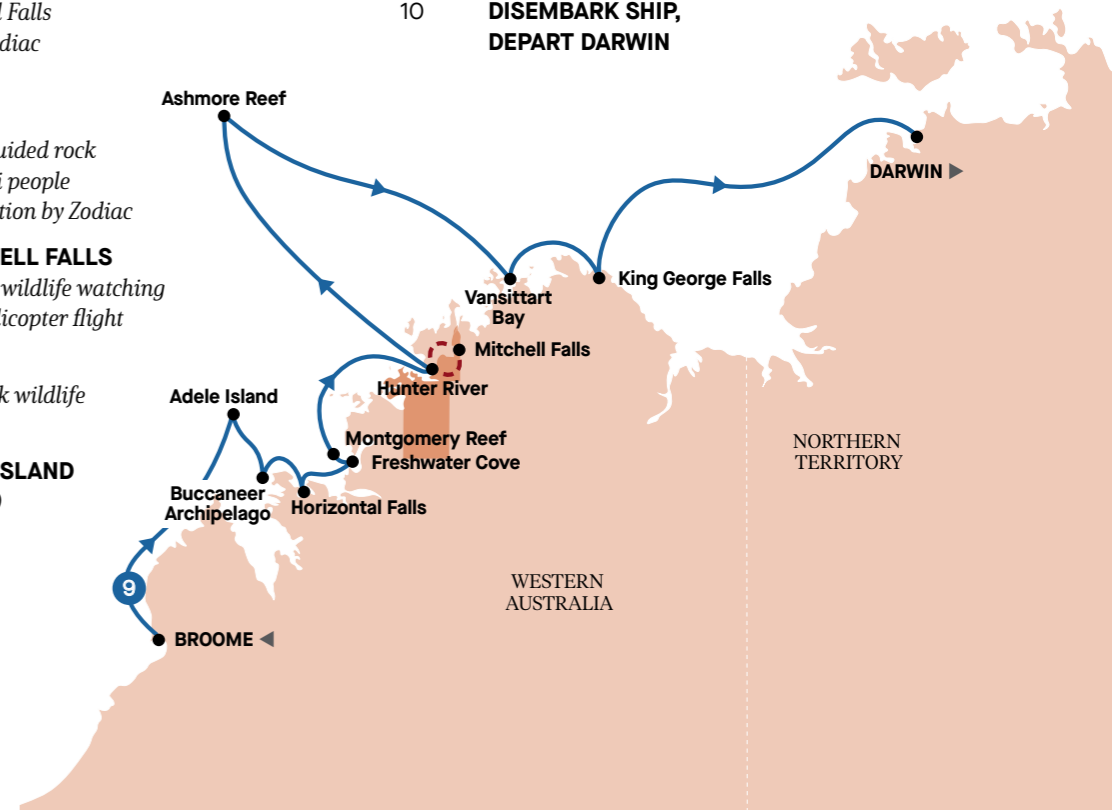 l Falls
diac
uided rock
i people
tion by Zodiac
ELL FALLS
wildlife watching
licopter flight
k wildlife
SLAND
)
10 DISEMBARK SHIP,
DEPART DARWIN
Ashmore Reef
DARWIN
King George Falls
Vansittart
Bay
Mitchell Falls
Hunter River
Adele Island
Montgomery Reef
Freshwater Cove
Buccaneer
Archipelago
Horizontal Falls
NORTHERN
TERRITORY
WESTERN
AUSTRALIA
9
BROOME